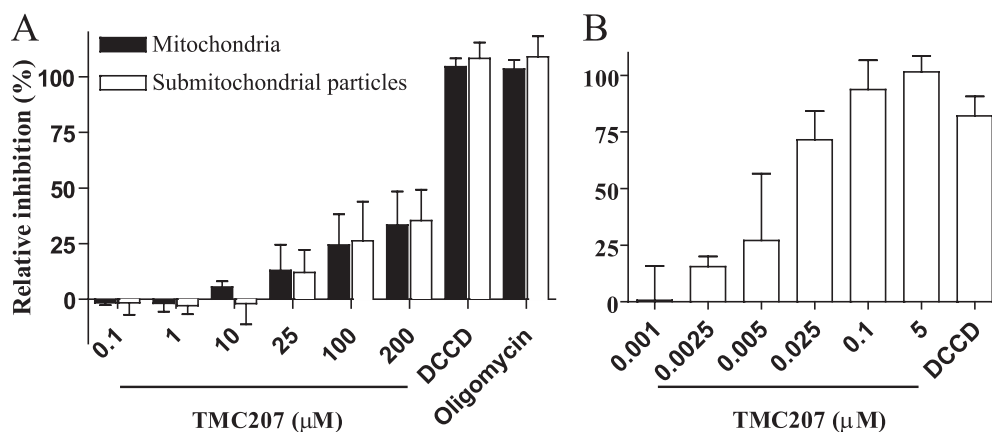 A
Mitochondria
Submitochondrial particles
Relative inhibition (%)
100
75
50
25
0
0.1
1
10
25
100
200
DCCD
Oligomycin
TMC207 (μM)
B
100
75
50
25
0
0.001
0.0025
0.005
0.025
0.1
5
DCCD
TMC207 (μM)